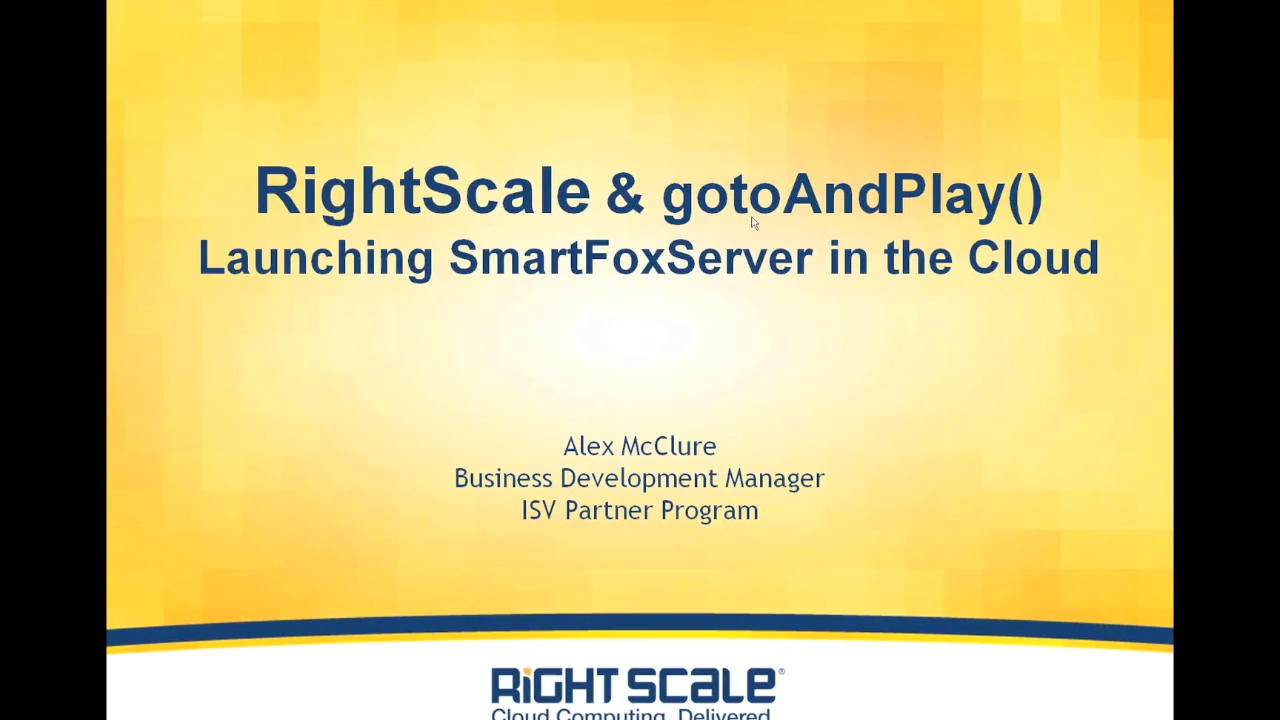 RightScale & gotoAndPlay()
Launching SmartFoxServer in the Cloud
Alex McClure
Business Development Manager
ISV Partner Program
RiGHT SCALE®
Cloud Computing. Delivered